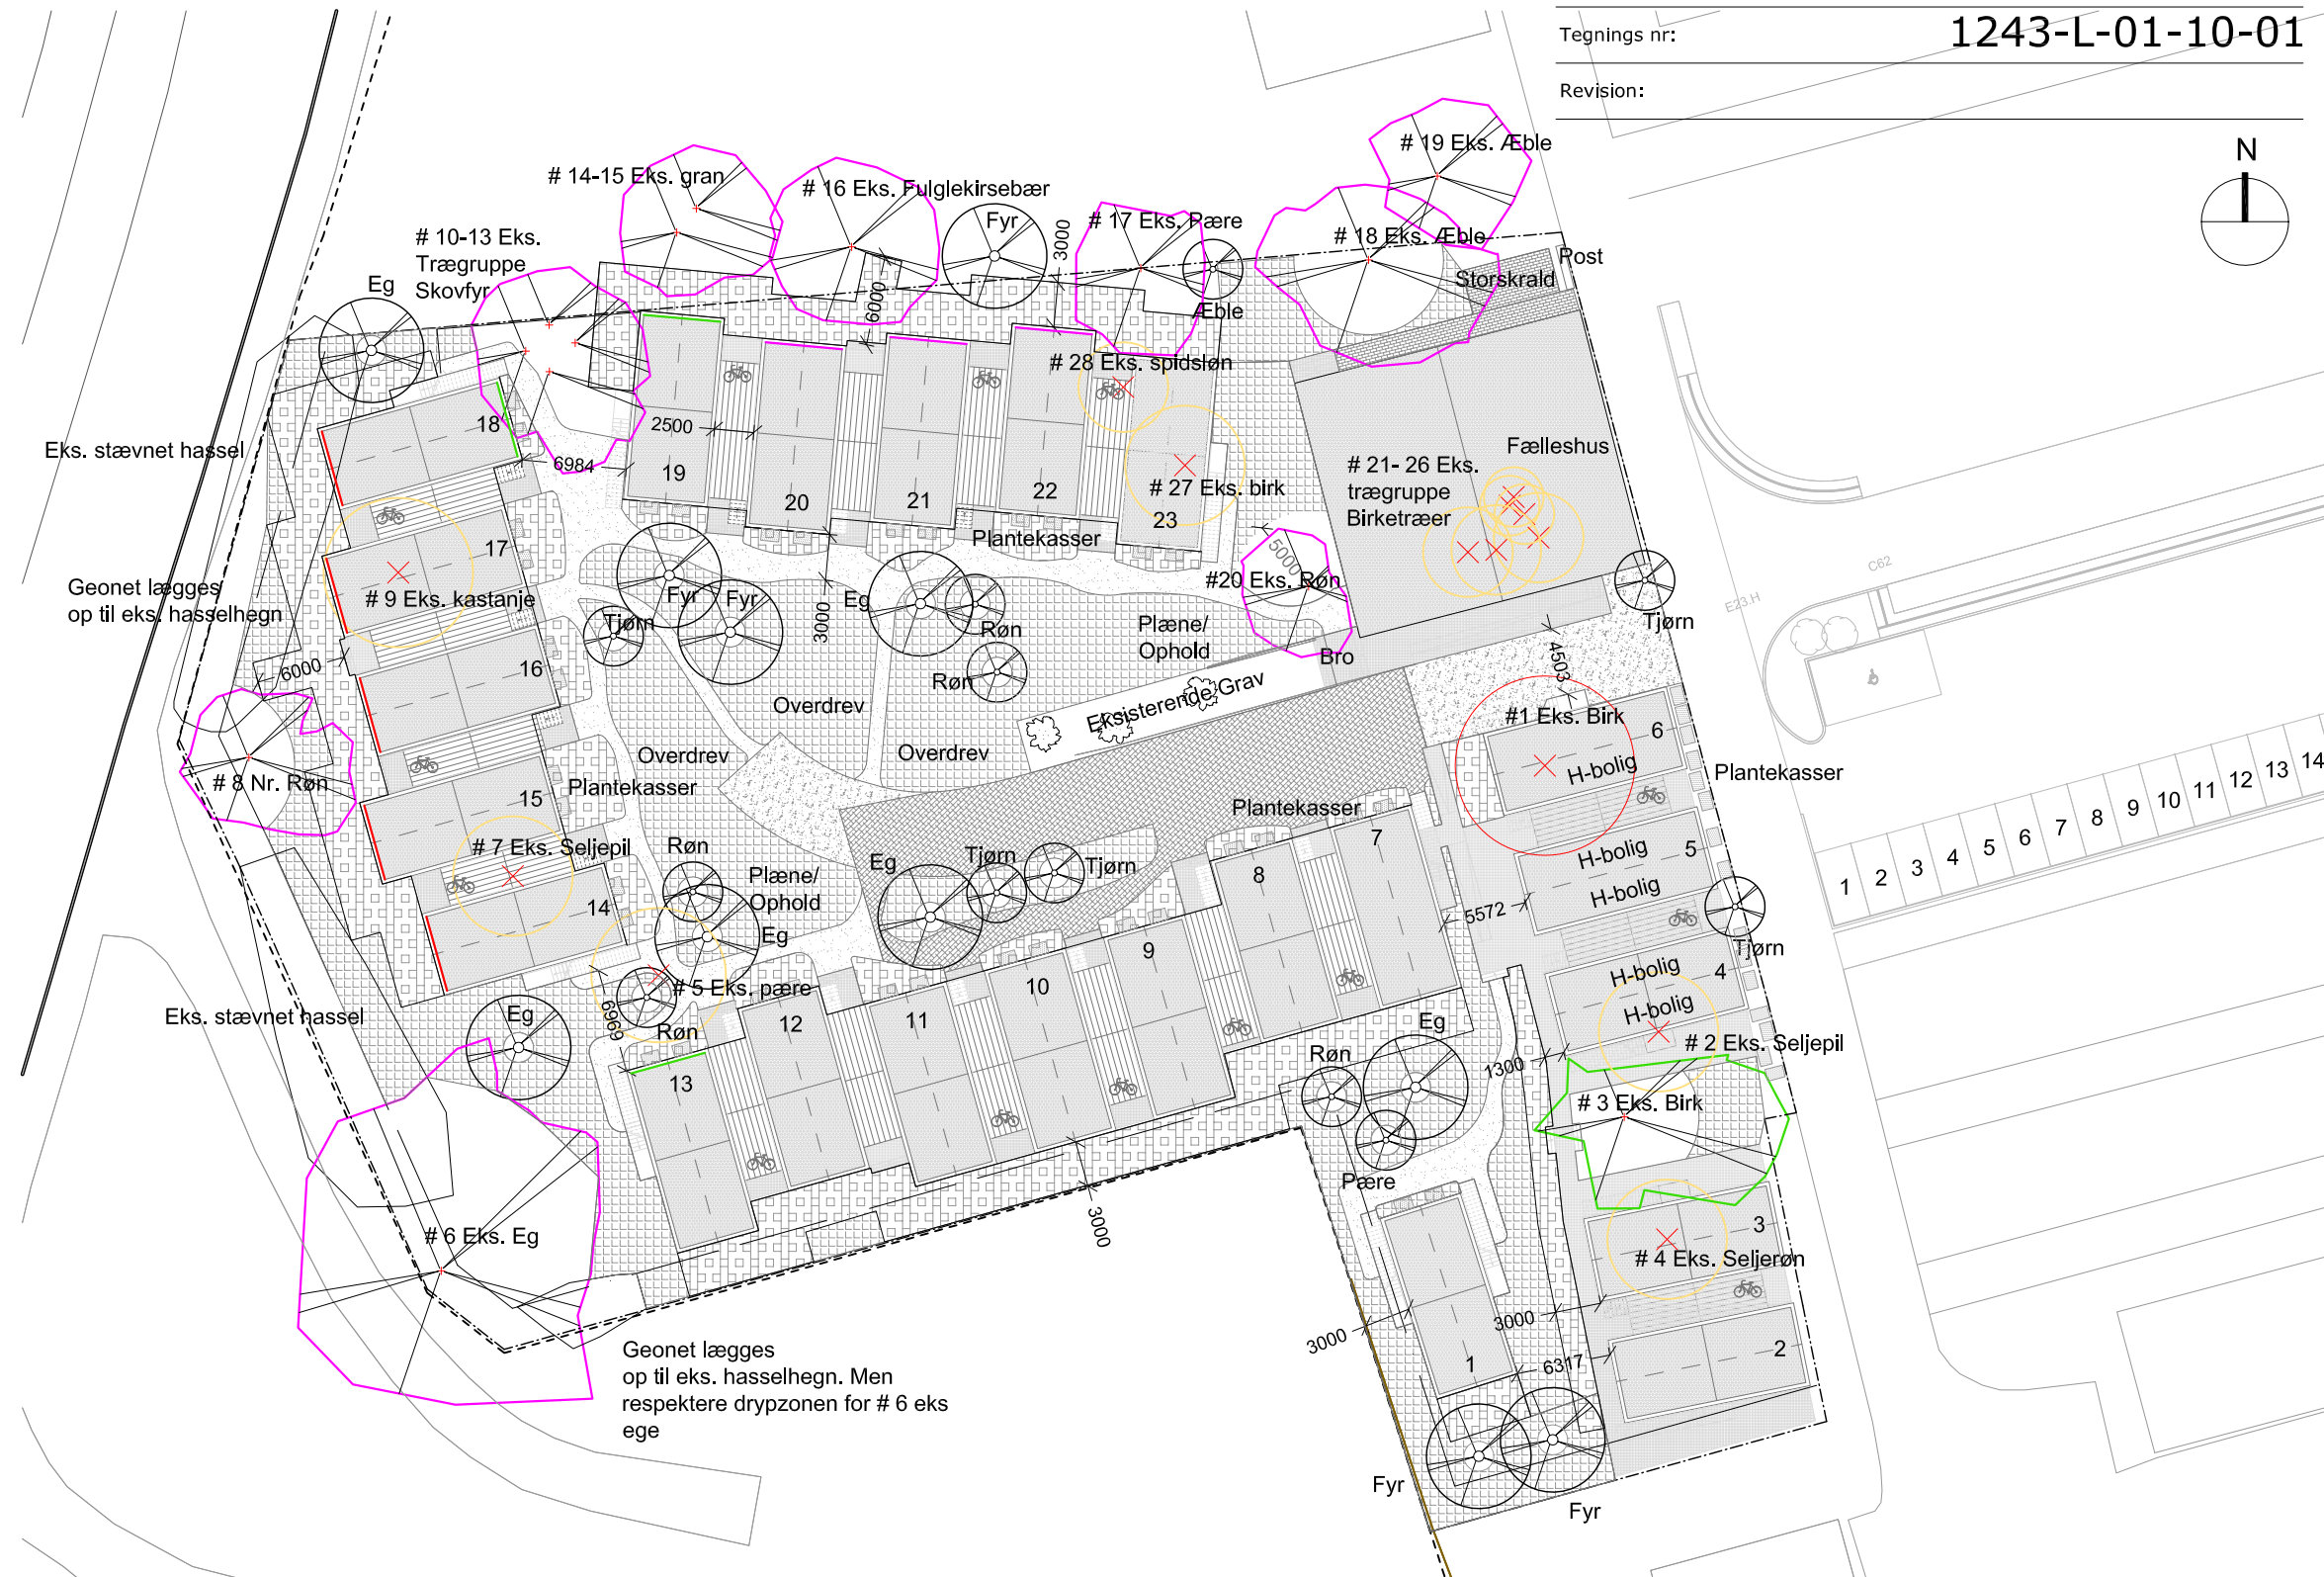 Tegnings nr:
1243-L-01-10-01
Revision:
N
# 19 Eks. Æble
# 14-15 Eks. gran
# 16 Eks. Fulglekirsebær
Fyr
3000
# 17 Eks. Pære
# 18 Eks. Æble
Post
Storskrald
# 10-13 Eks.
Trægruppe
Skovfyr
Eg
6000
Æble
# 28 Eks. spidsløn
18
Eks. stævnet hassel
2500
6984
19
20
21
22
23
# 27 Eks. birk
Fælleshus
# 21- 26 Eks.
trægruppe
Birketræer
Plantekasser
17
5000
#20 Eks. Røn
C62
E23.H
Geonet lægges
op til eks. hasselhegn
# 9 Eks. kastanje
Fyr
Fyr
Tjørn
3000
Eg
Røn
Plæne/
Ophold
Tjørn
Bro
4503
16
6000
Røn
Overdrev
Eksisterende Grav
#1 Eks. Birk
6
H-bolig
Overdrev
Overdrev
# 8 Nr. Røn
15
Plantekasser
Plantekasser
Plantekasser
1
2
3
4
5
6
7
8
9
10
11
12
13
14
# 7 Eks. Seljepil
Røn
Plæne/
Ophold
Eg
Tjørn
Tjørn
8
7
H-bolig
5
H-bolig
14
Eg
5572
Tjørn
9
H-bolig
4
H-bolig
# 5 Eks. pære
10
6969
Røn
Eks. stævnet hassel
Eg
12
11
Eg
Røn
1300
# 2 Eks. Seljepil
13
# 3 Eks. Birk
Pære
3000
# 6 Eks. Eg
3
# 4 Eks. Seljerøn
3000
3000
1
6317
2
Geonet lægges
op til eks. hasselhegn. Men
respektere drypzonen for # 6 eks
ege
Fyr
Fyr